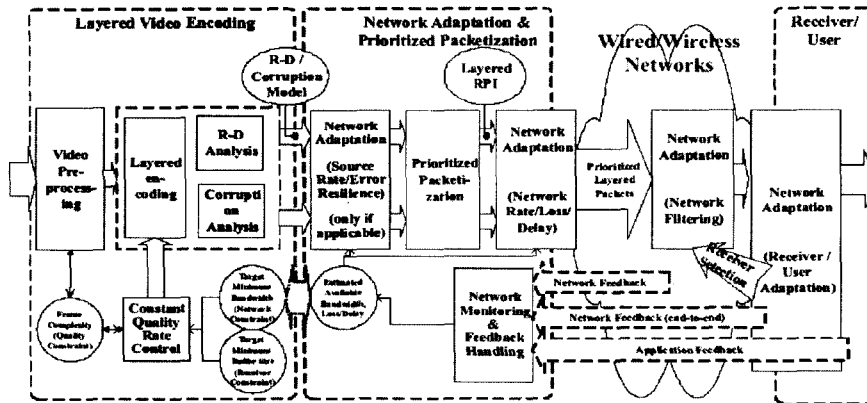 Layered Video Encoding
Network Adaptation &
Prioritized Packetization
Wired/Wireless
Networks
Receiver/
User
R-D /
Corruption
Model
Layered
RPI
Video
Pre-
process-
ing
Layered
en-
coding
R-D
Analysis
Corrupti
on Analysis
Network
Adaptation
(Source
Rate/Error
Resilience)
(only if
applicable)
Prioritized
Packeti-
zation
Network
Adaptation
(Network
Rate/Loss/
Delay)
Prioritized
Layered
Packets
Network
Adaptation
(Network
Filtering)
Network
Adaptation
(Receiver /
User
Adaptation)
Receiver
Selection
Frame
Complexity
(Quality
Constraint)
Constant
Quality
Rate
Control
Target
Minimum
Bandwidth
(Network
Constraint)
Target
Minimum
Buffer Size
(Receiver
Constraint)
Estimated
Available
Bandwidth,
Loss/Delay
Network
Monitoring
&
Feedback
Handling
Network Feedback
Network Feedback (end-to-end)
Application Feedback